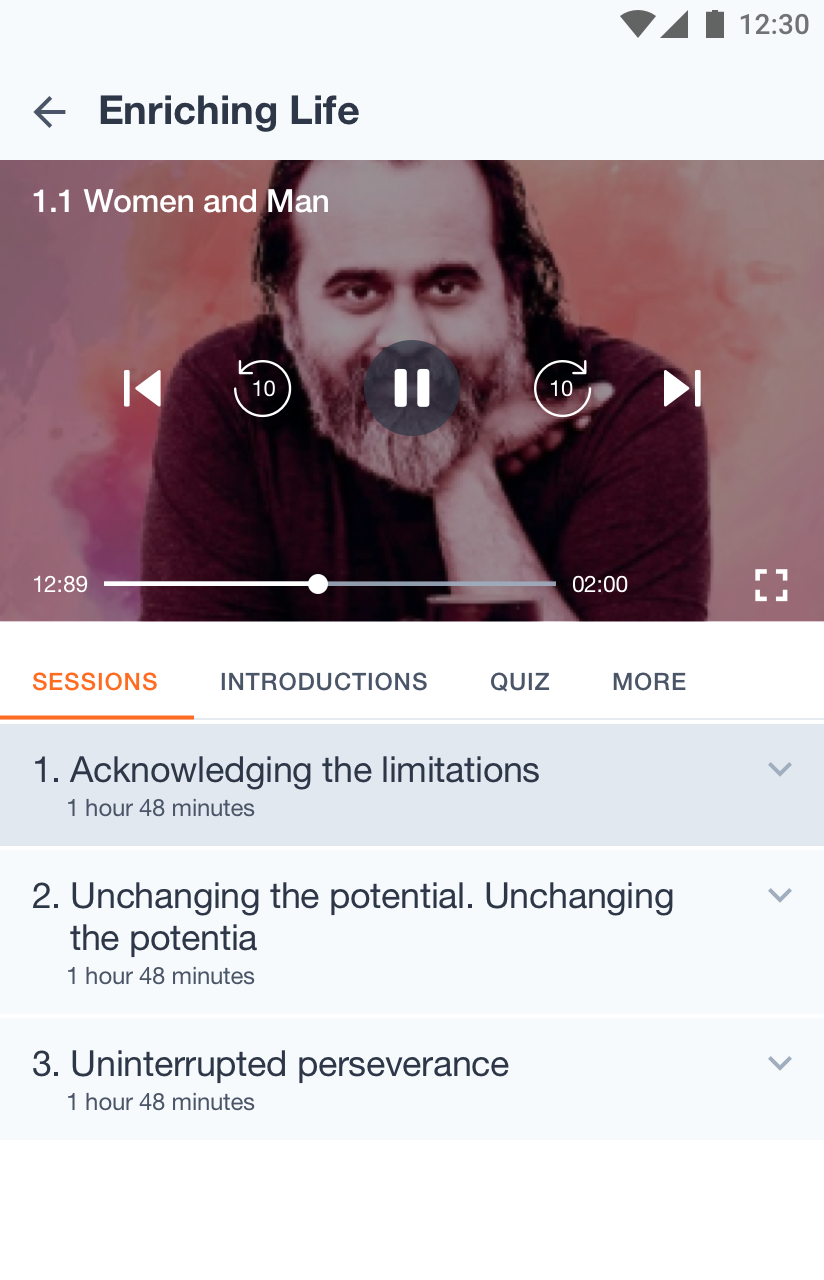 12:30
Enriching Life
1.1 Women and Man
10
10
12:89
02:00
SESSIONS
INTRODUCTIONS
QUIZ
MORE
1. Acknowledging the limitations
1 hour 48 minutes
2. Unchanging the potential. Unchanging
the potentia
1 hour 48 minutes
3. Uninterrupted perseverance
1 hour 48 minutes